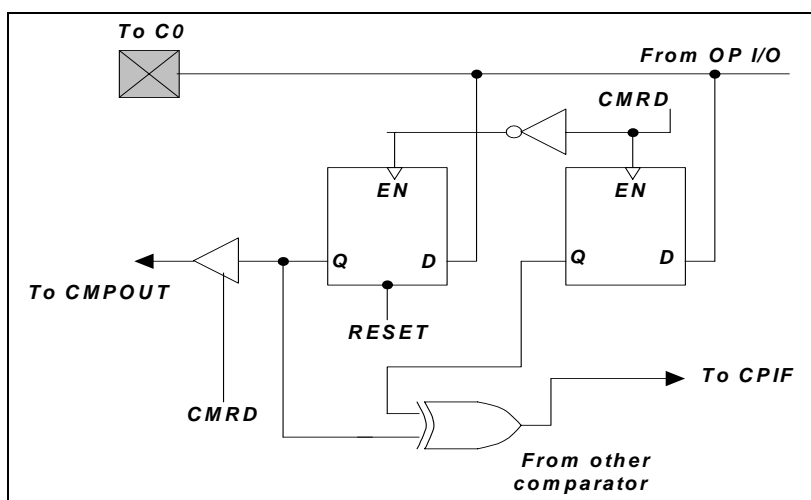 To C0
From OP I/O
CMRD
EN
EN
Q
D
Q
D
To CMPOUT
RESET
To CPIF
CMRD
From other
comparator